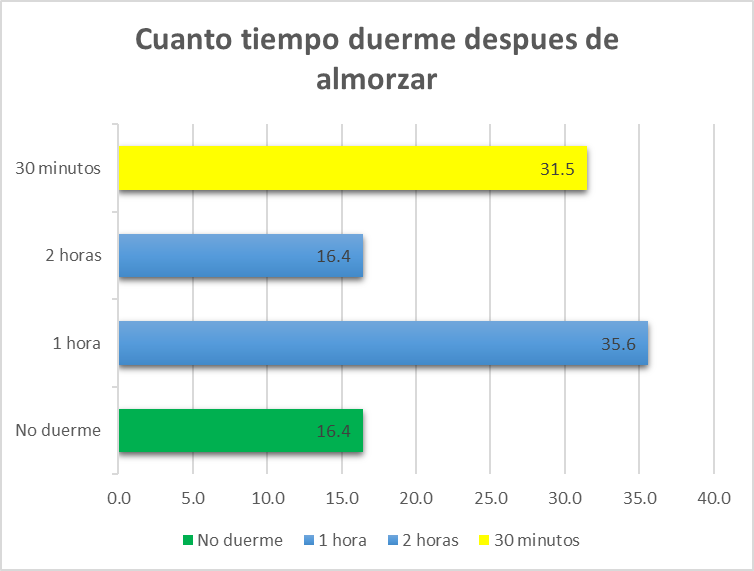 Cuanto tiempo duerme despues de
almorzar
30 minutos
31.5
2 horas
16.4
1 hora
35.6
No duerme
16.4
0.0 5.0 10.0 15.0 20.0 25.0 30.0 35.0 40.0
No duerme 1 hora 2 horas 30 minutos